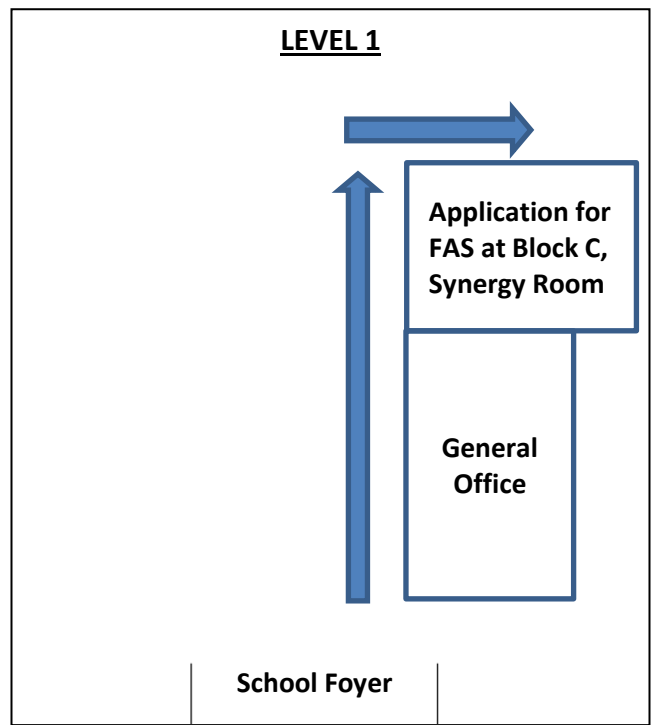 LEVEL 1
Application for
FAS at Block C,
Synergy Room
General
Office
School Foyer